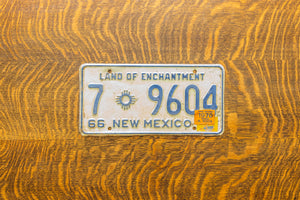 LAND OF ENCHANTMENT
7 9604
66 NEW MEXICO